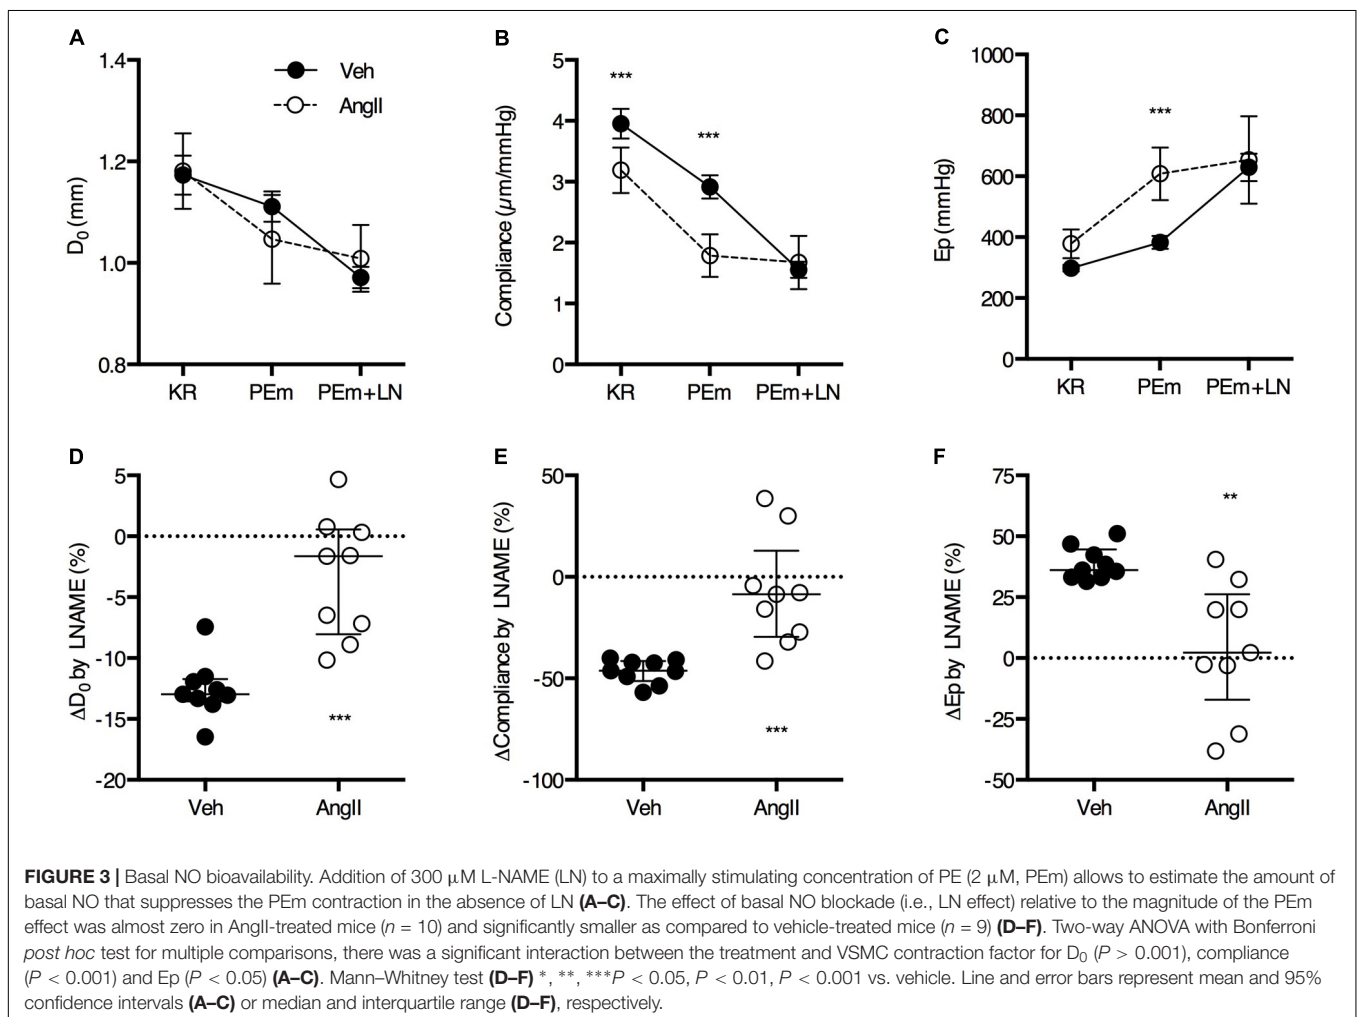 A
1.4
1.2
1.0
0.8
D0 (mm)
Veh
AngII
KR
PEm
PEm+LN
B
5
4
3
2
1
0
Compliance (µm/mmHg)
***
***
KR
PEm
PEm+LN
C
1000
800
600
400
200
0
Ep (mmHg)
***
KR
PEm
PEm+LN
D
5
0
-5
-10
-15
-20
ΔD0 by LNAME (%)
***
Veh
AngII
E
50
0
-50
-100
ΔCompliance by LNAME (%)
***
Veh
AngII
F
75
50
25
0
-25
-50
ΔEp by LNAME (%)
**
Veh
AngII
FIGURE 3 | Basal NO bioavailability. Addition of 300 µM L-NAME (LN) to a maximally stimulating concentration of PE (2 µM, PEm) allows to estimate the amount of
basal NO that suppresses the PEm contraction in the absence of LN (A–C). The effect of basal NO blockade (i.e., LN effect) relative to the magnitude of the PEm
effect was almost zero in AngII-treated mice (n = 10) and significantly smaller as compared to vehicle-treated mice (n = 9) (D–F). Two-way ANOVA with Bonferroni
post hoc test for multiple comparisons, there was a significant interaction between the treatment and VSMC contraction factor for D0 (P > 0.001), compliance
(P < 0.001) and Ep (P < 0.05) (A–C). Mann–Whitney test (D–F) *, **, ***P < 0.05, P < 0.01, P < 0.001 vs. vehicle. Line and error bars represent mean and 95%
confidence intervals (A–C) or median and interquartile range (D–F), respectively.